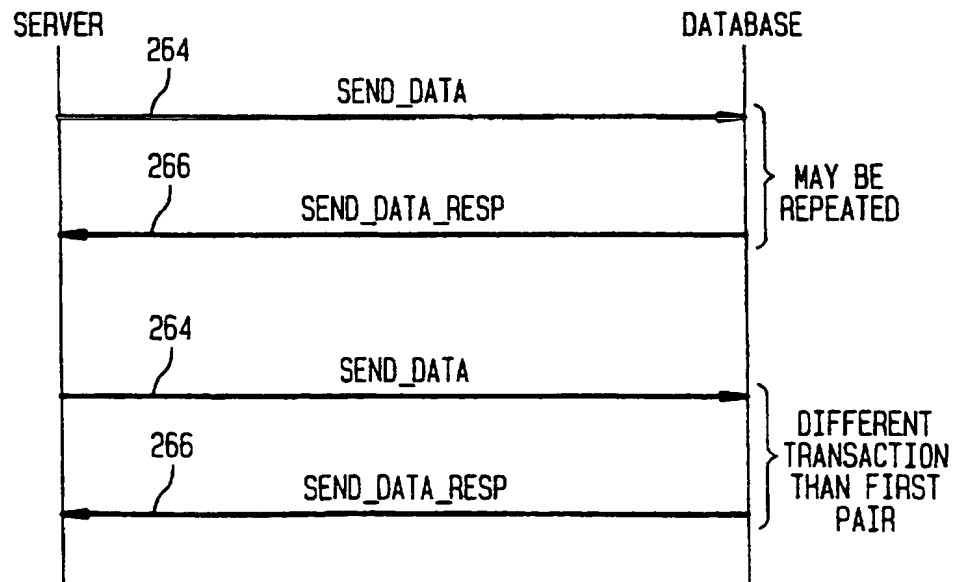 SERVER
DATABASE
264
SEND_DATA
266
SEND_DATA_RESP
MAY BE
REPEATED
264
SEND_DATA
266
SEND_DATA_RESP
DIFFERENT
TRANSACTION
THAN FIRST
PAIR